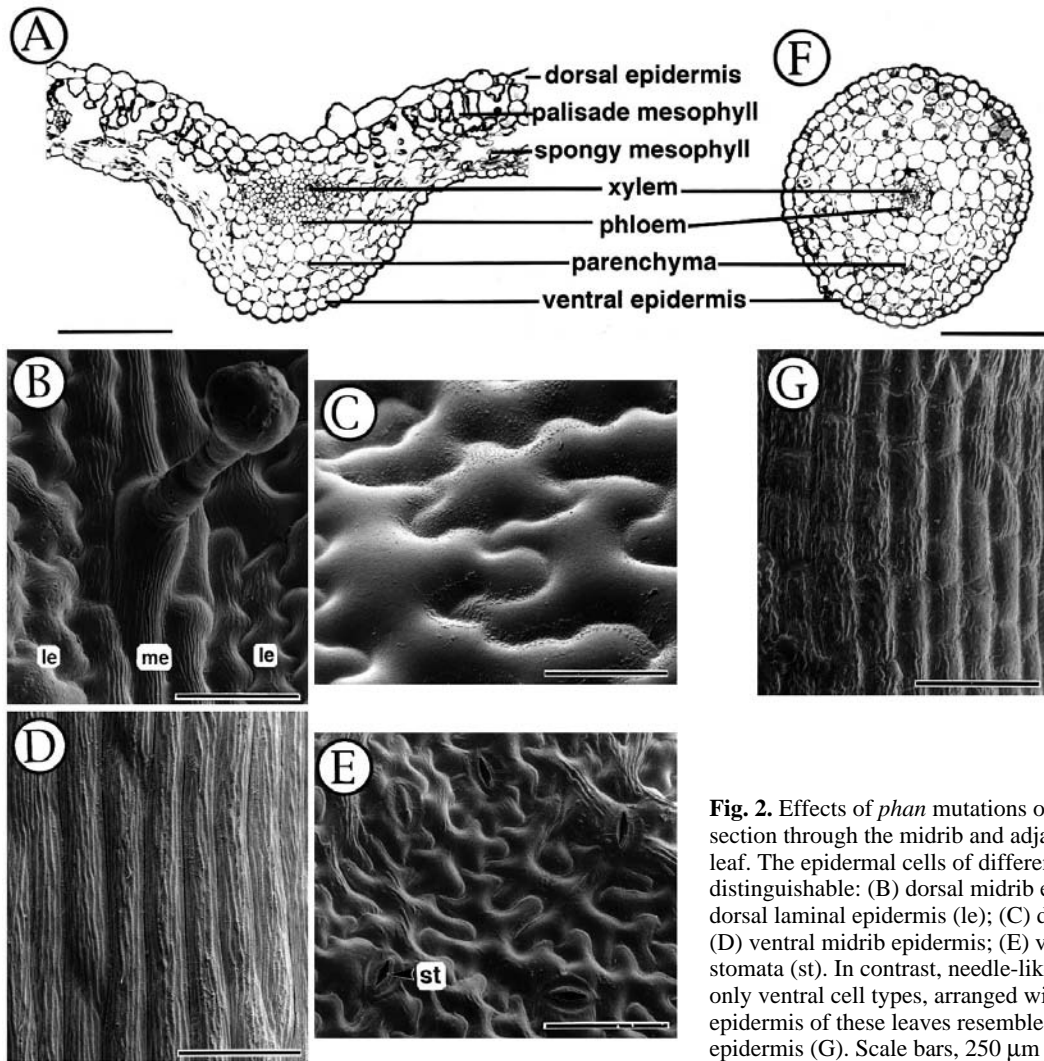 A
F
dorsal epidermis
palisade mesophyll
spongy mesophyll
xylem
phloem
parenchyma
ventral epidermis
B
C
G
le
me
le
D
E
st
Fig. 2. Effects of phan mutations o
section through the midrib and adja
leaf. The epidermal cells of differe
distinguishable: (B) dorsal midrib e
dorsal laminal epidermis (le); (C) d
(D) ventral midrib epidermis; (E) v
stomata (st). In contrast, needle-lik
only ventral cell types, arranged wi
epidermis of these leaves resemble
epidermis (G). Scale bars, 250 μm